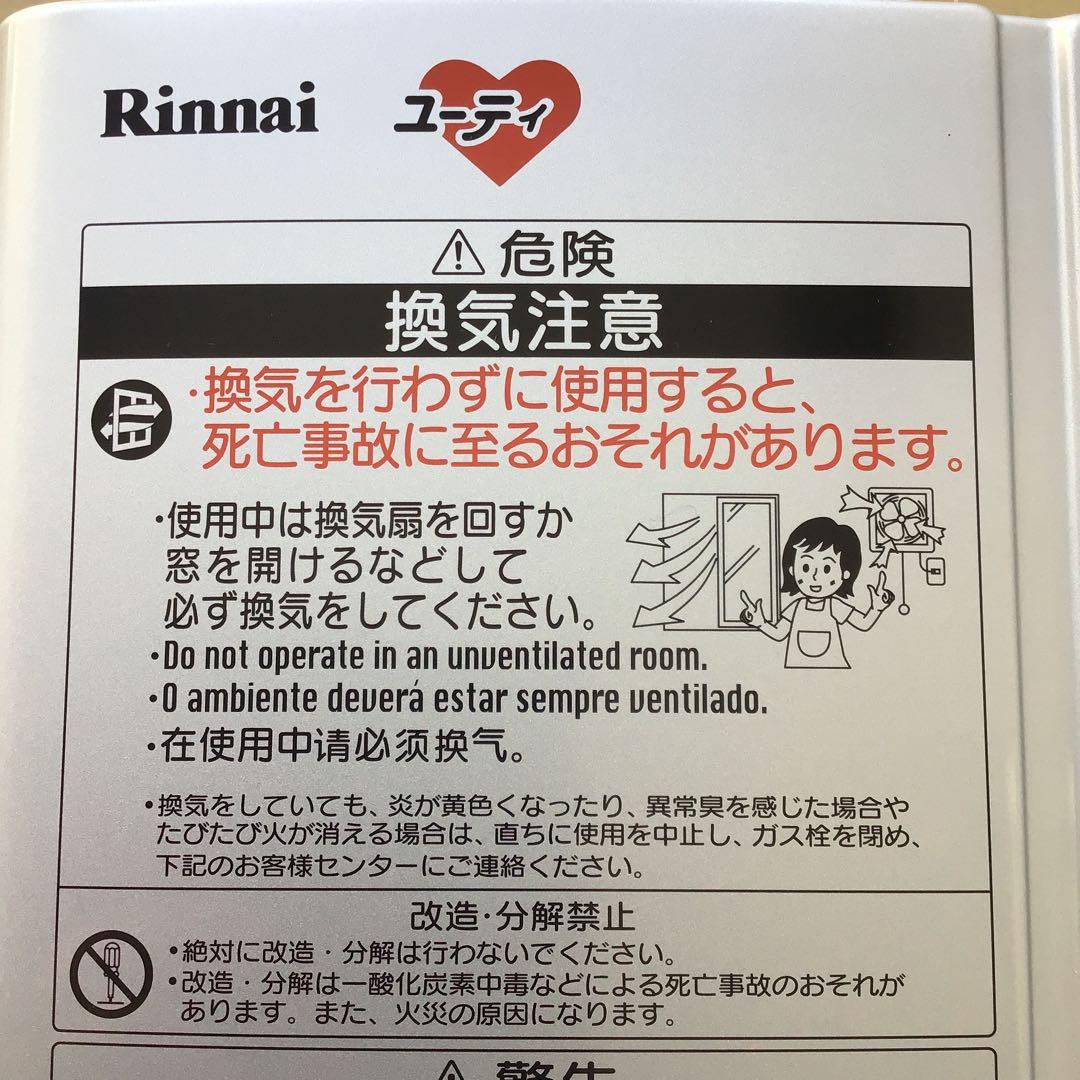 Rinnai ユーティ
⚠ 危険
換気注意
・換気を行わずに使用すると、
死亡事故に至るおそれがあります。
・使用中は換気扇を回すか
窓を開けるなどして
必ず換気をしてください。
・Do not operate in an unventilated room.
・O ambiente deverá estar sempre ventilado.
・在使用中请必须换气。
・換気をしていても、炎が黄色くなったり、異常臭を感じた場合や
たびたび火が消える場合は、直ちに使用を中止し、ガス栓を閉め、
下記のお客様センターにご連絡ください。
改造・分解禁止
・絶対に改造・分解は行わないでください。
・改造・分解は一酸化炭素中毒などによる死亡事故のおそれが
あります。また、火災の原因になります。
⚠ 警告